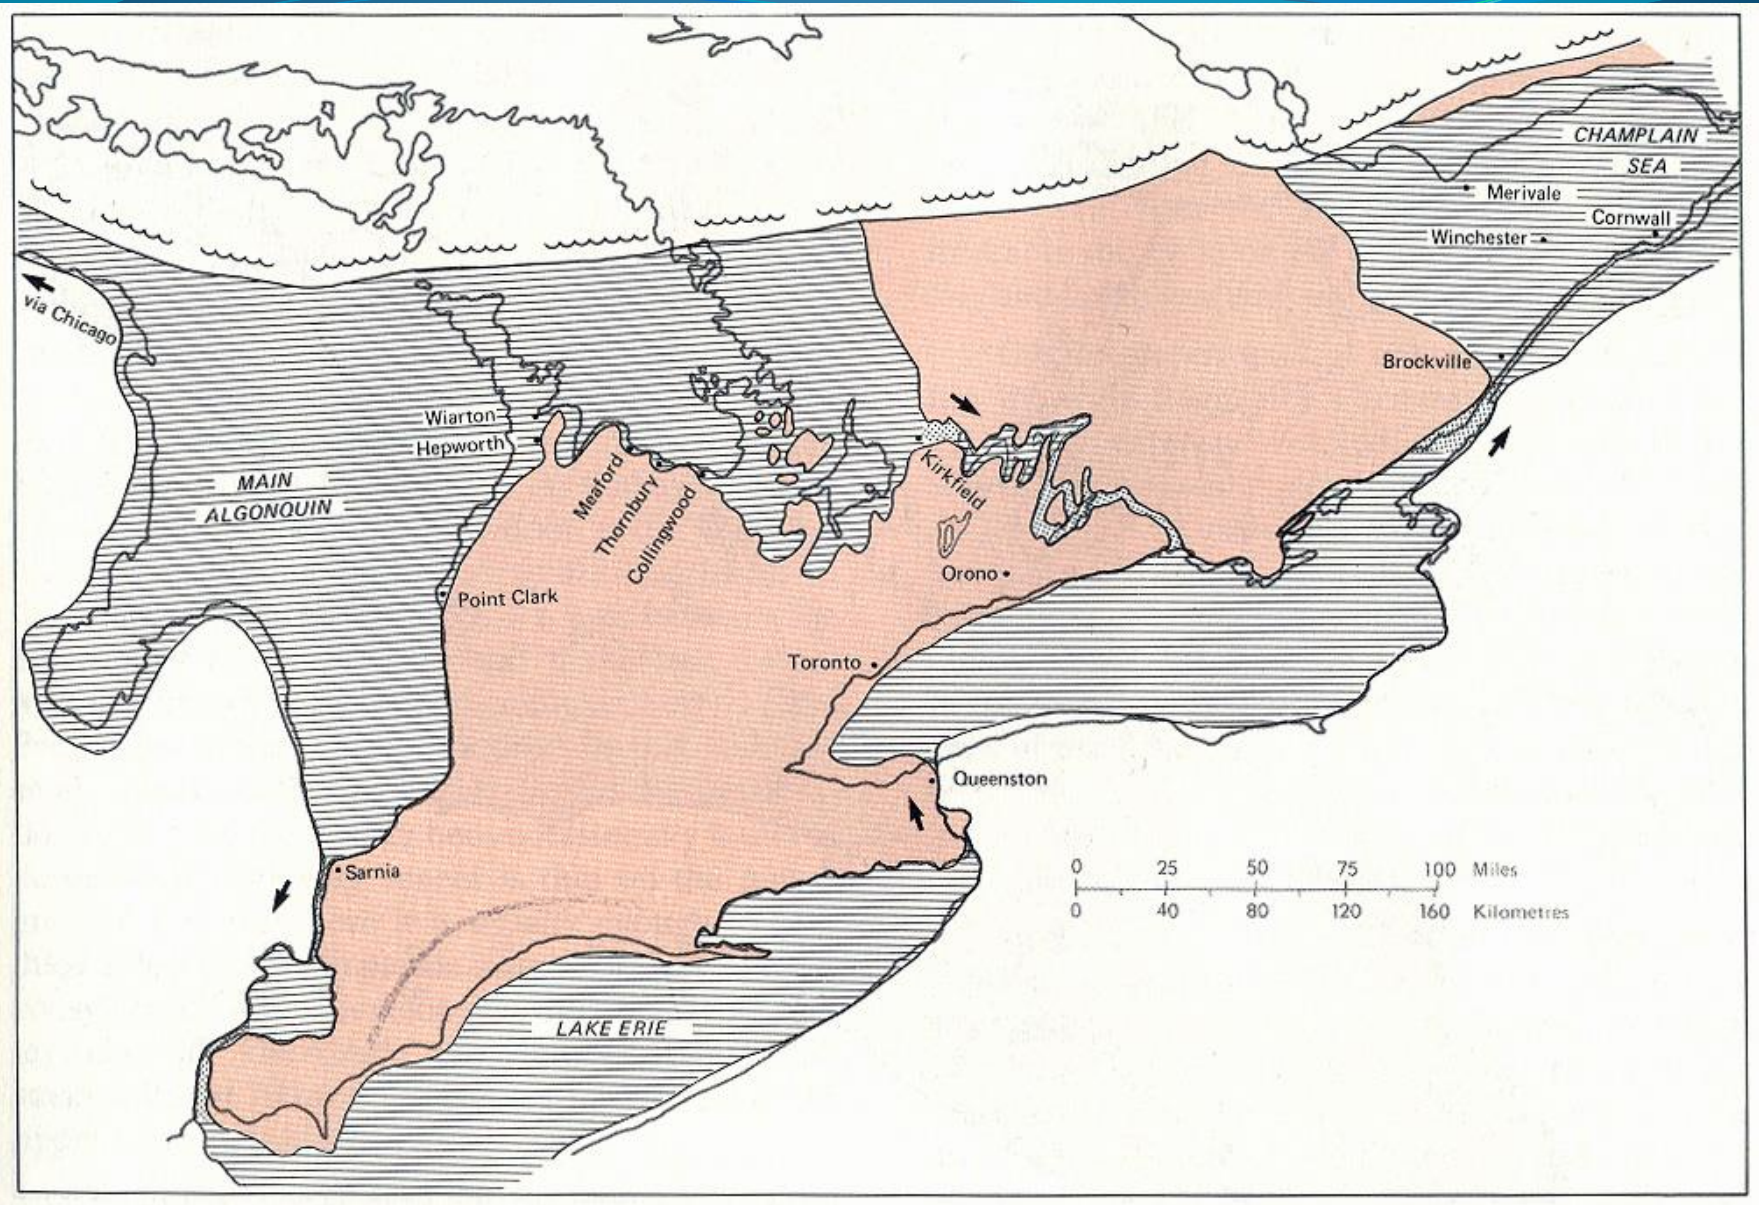 CHAMPLAIN
SEA
Merivale
Cornwall
Winchester
via Chicago
Brockville
Wiarton
Hepworth
MAIN
ALGONQUIN
Meaford
Thornbury
Collingwood
Kirkfield
Orono
Point Clark
Toronto
Queenston
Sarnia
0 25 50 75 100 Miles
0 40 80 120 160 Kilometres
LAKE ERIE